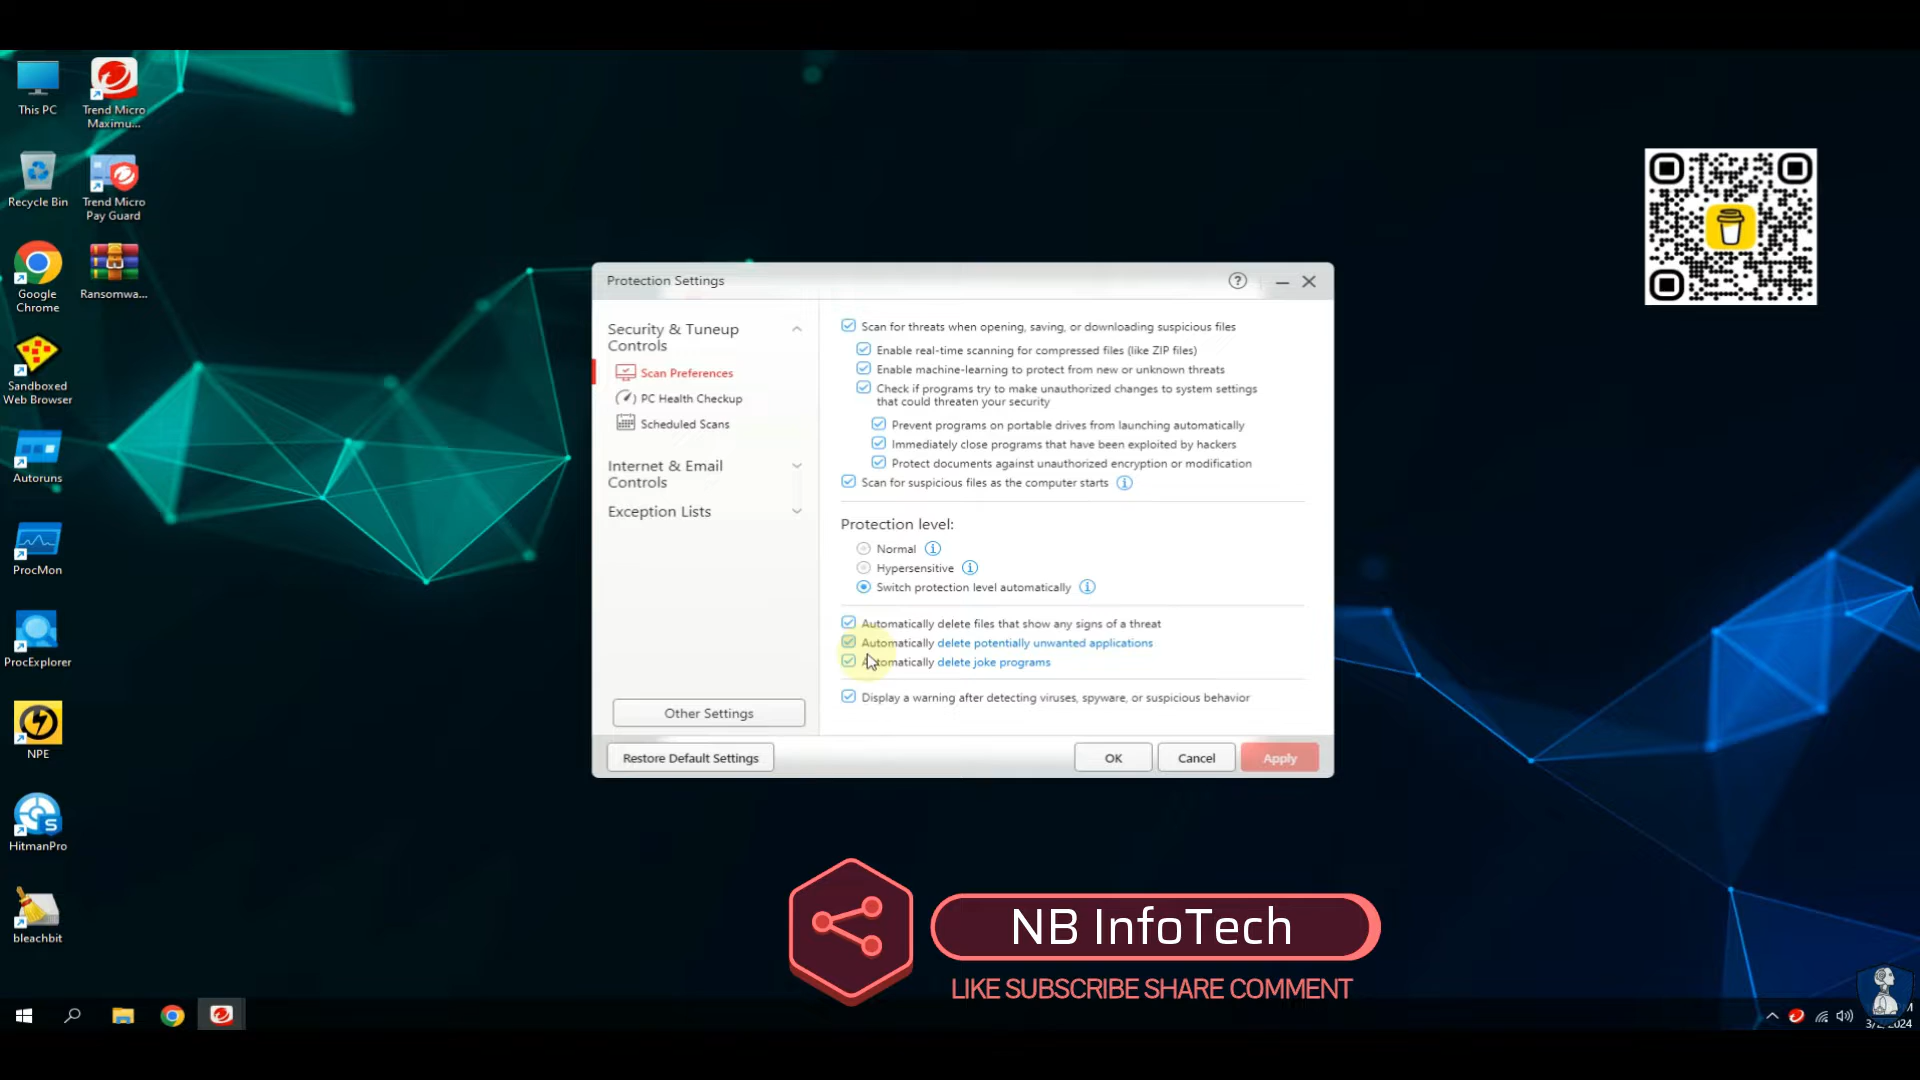 This PC
Trend Micro
Maximu...
Recycle Bin
Trend Micro
Pay Guard
Google
Chrome
Ransomwa...
Sandboxed
Web Browser
Autoruns
ProcMon
ProcExplorer
NPE
HitmanPro
bleachbit
Protection Settings
Security & Tuneup
Controls
Scan Preferences
PC Health Checkup
Scheduled Scans
Internet & Email
Controls
Exception Lists
Other Settings
Scan for threats when opening, saving, or downloading suspicious files
Enable real-time scanning for compressed files (like ZIP files)
Enable machine-learning to protect from new or unknown threats
Check if programs try to make unauthorized changes to system settings
that could threaten your security
Prevent programs on portable drives from launching automatically
Immediately close programs that have been exploited by hackers
Protect documents against unauthorized encryption or modification
Scan for suspicious files as the computer starts
Protection level:
Normal
Hypersensitive
Switch protection level automatically
Automatically delete files that show any signs of a threat
Automatically delete potentially unwanted applications
Automatically delete joke programs
Display a warning after detecting viruses, spyware, or suspicious behavior
Restore Default Settings
OK
Cancel
Apply
NB InfoTech
LIKE SUBSCRIBE SHARE COMMENT